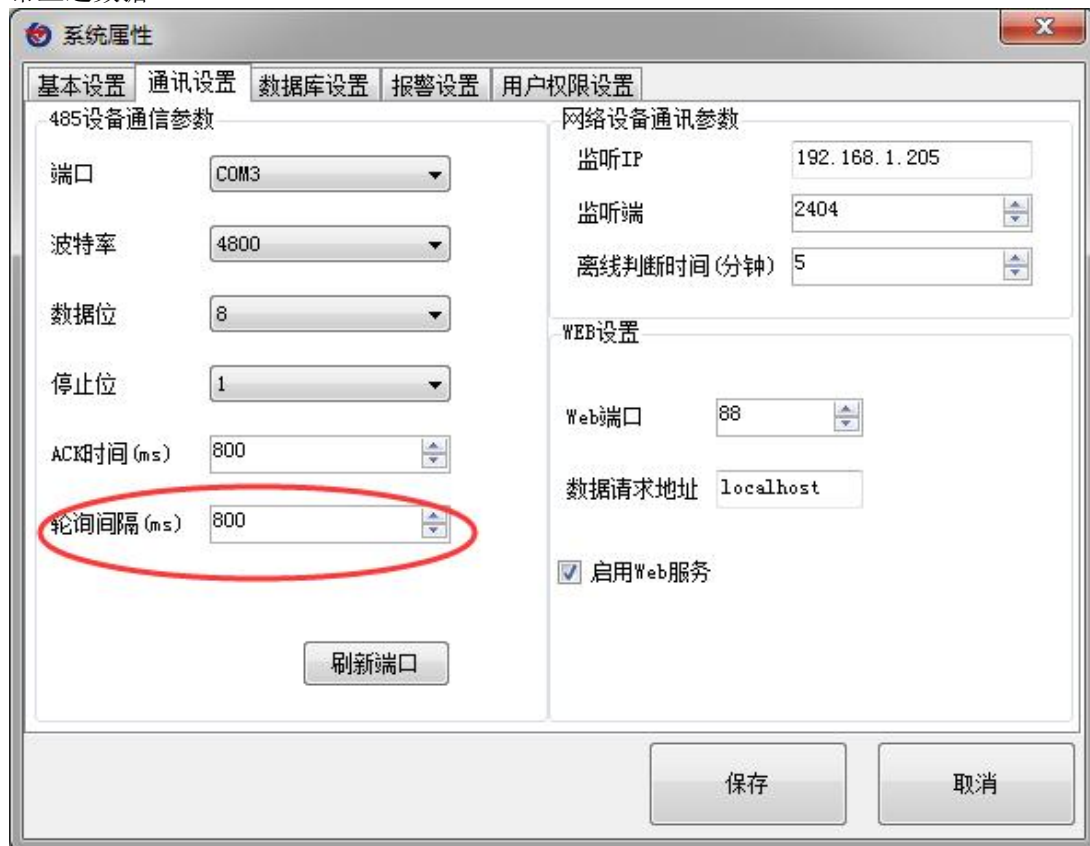 系统属性
基本设置 通讯设置 数据库设置 报警设置 用户权限设置
485设备通信参数
端口 COM3
波特率 4800
数据位 8
停止位 1
ACK时间(ms) 800
轮询间隔(ms) 800
刷新端口
网络设备通讯参数
监听IP 192.168.1.205
监听端 2404
离线判断时间(分钟) 5
WEB设置
Web端口 88
数据请求地址 localhost
启用Web服务
保存 取消